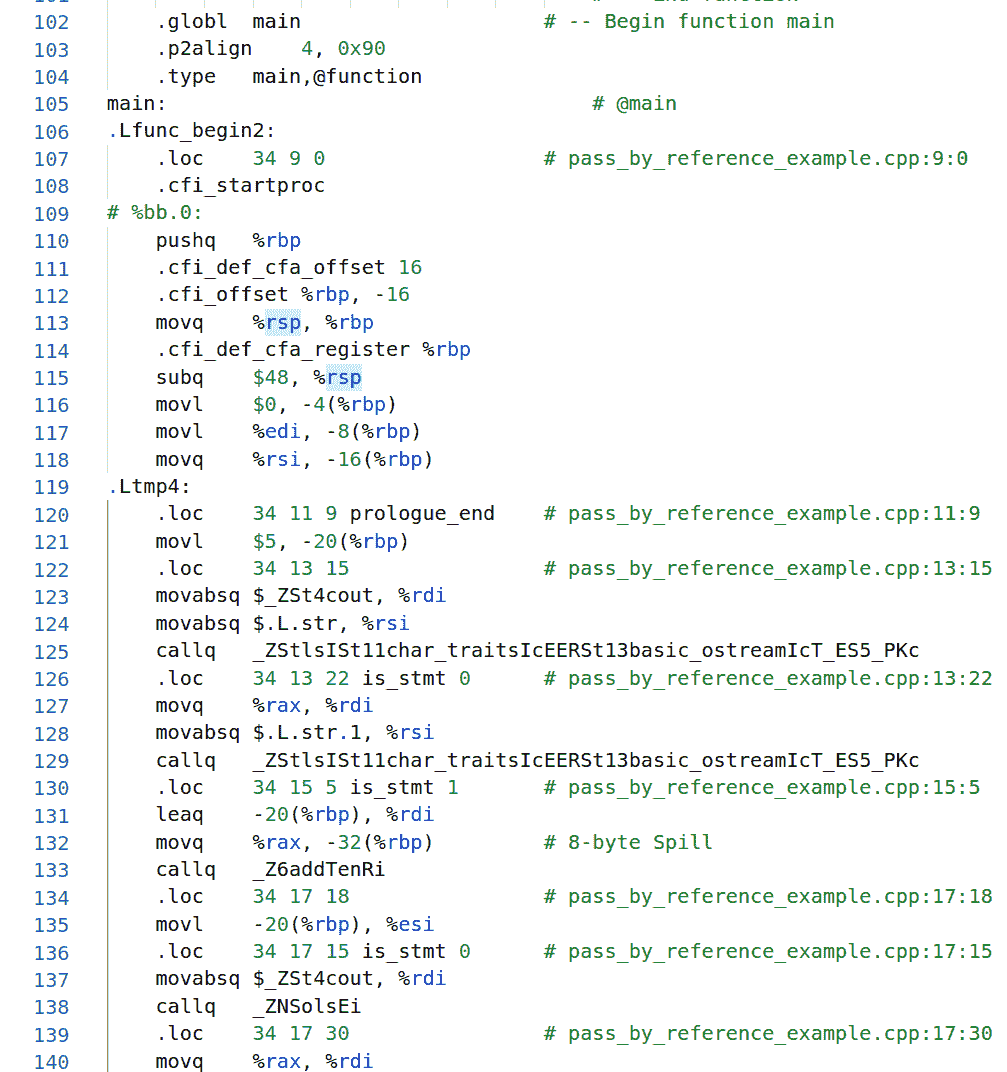 102 .globl main # -- Begin function main
103 .p2align 4, 0x90
104 .type main,@function
105 main: # @main
106 .Lfunc_begin2:
107 .loc 34 9 0 # pass_by_reference_example.cpp:9:0
108 .cfi_startproc
109 # %bb.0:
110 pushq %rbp
111 .cfi_def_cfa_offset 16
112 .cfi_offset %rbp, -16
113 movq %rsp, %rbp
114 .cfi_def_cfa_register %rbp
115 subq $48, %rsp
116 movl $0, -4(%rbp)
117 movl %edi, -8(%rbp)
118 movq %rsi, -16(%rbp)
119 .Ltmp4:
120 .loc 34 11 9 prologue_end # pass_by_reference_example.cpp:11:9
121 movl $5, -20(%rbp)
122 .loc 34 13 15 # pass_by_reference_example.cpp:13:15
123 movabsq $_ZSt4cout, %rdi
124 movabsq $.L.str, %rsi
125 callq _ZStlsISt11char_traitsIcEERSt13basic_ostreamIcT_ES5_PKc
126 .loc 34 13 22 is_stmt 0 # pass_by_reference_example.cpp:13:22
127 movq %rax, %rdi
128 movabsq $.L.str.1, %rsi
129 callq _ZStlsISt11char_traitsIcEERSt13basic_ostreamIcT_ES5_PKc
130 .loc 34 15 5 is_stmt 1 # pass_by_reference_example.cpp:15:5
131 leaq -20(%rbp), %rdi
132 movq %rax, -32(%rbp) # 8-byte Spill
133 callq _Z6addTenRi
134 .loc 34 17 18 # pass_by_reference_example.cpp:17:18
135 movl -20(%rbp), %esi
136 .loc 34 17 15 is_stmt 0 # pass_by_reference_example.cpp:17:15
137 movabsq $_ZSt4cout, %rdi
138 callq _ZNSolsEi
139 .loc 34 17 30 # pass_by_reference_example.cpp:17:30
140 movq %rax, %rdi